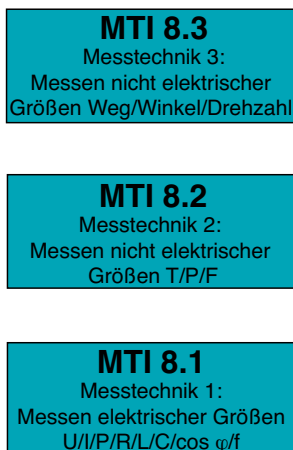 MTI 8.3
Messtechnik 3:
Messen nicht elektrischer
Größen Weg/Winkel/Drehzahl
MTI 8.2
Messtechnik 2:
Messen nicht elektrischer
Größen T/P/F
MTI 8.1
Messtechnik 1:
Messen elektrischer Größen
U/I/P/R/L/C/cos φ/f